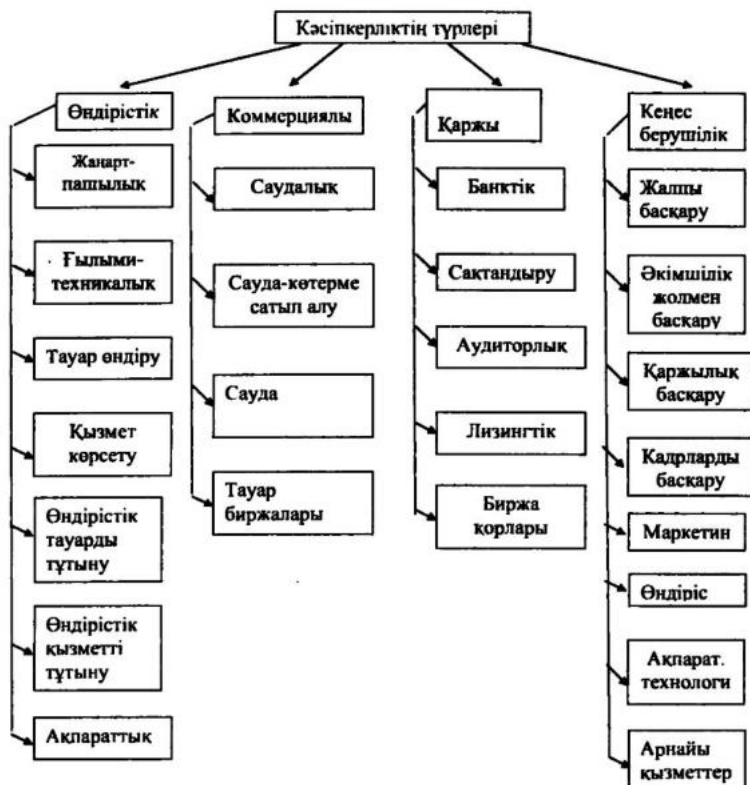 Кәсіпкерліктің түрлері
Өндірістік
Жаңарт-
пашылық
Ғылыми-
техникалық
Тауар өндіру
Қызмет
көрсету
Өндірістік
тауарды
тұтыну
Өндірістік
қызметті
тұтыну
Ақпараттық
Коммерциялы
Саудалық
Сауда-көтерме
сатып алу
Сауда
Тауар
биржалары
Қаржы
Банктік
Сақтандыру
Аудиторлық
Лизингтік
Биржа
қорлары
Кеңес
берушілік
Жалпы
басқару
Әкімшілік
жолмен
басқару
Қаржылық
басқару
Кадрларды
басқару
Маркетин
Өндіріс
Ақпарат.
технологи
Арнайы
қызметтер